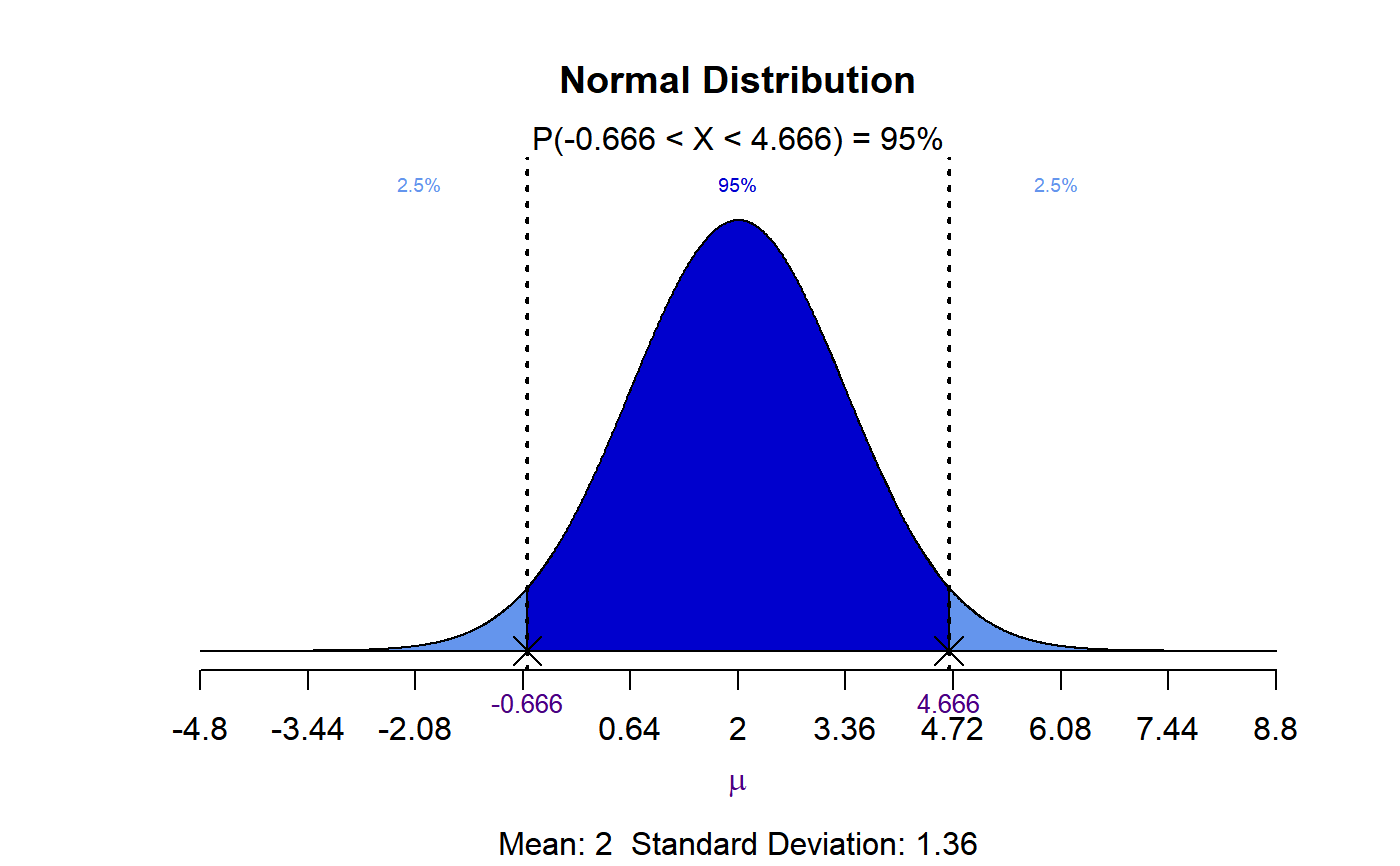 Normal Distribution
P(-0.666 < X < 4.666) = 95%
2.5% 95% 2.5%
-0.666 4.666
-4.8 -3.44 -2.08 0.64 2 3.36 4.72 6.08 7.44 8.8
μ
Mean: 2 Standard Deviation: 1.36